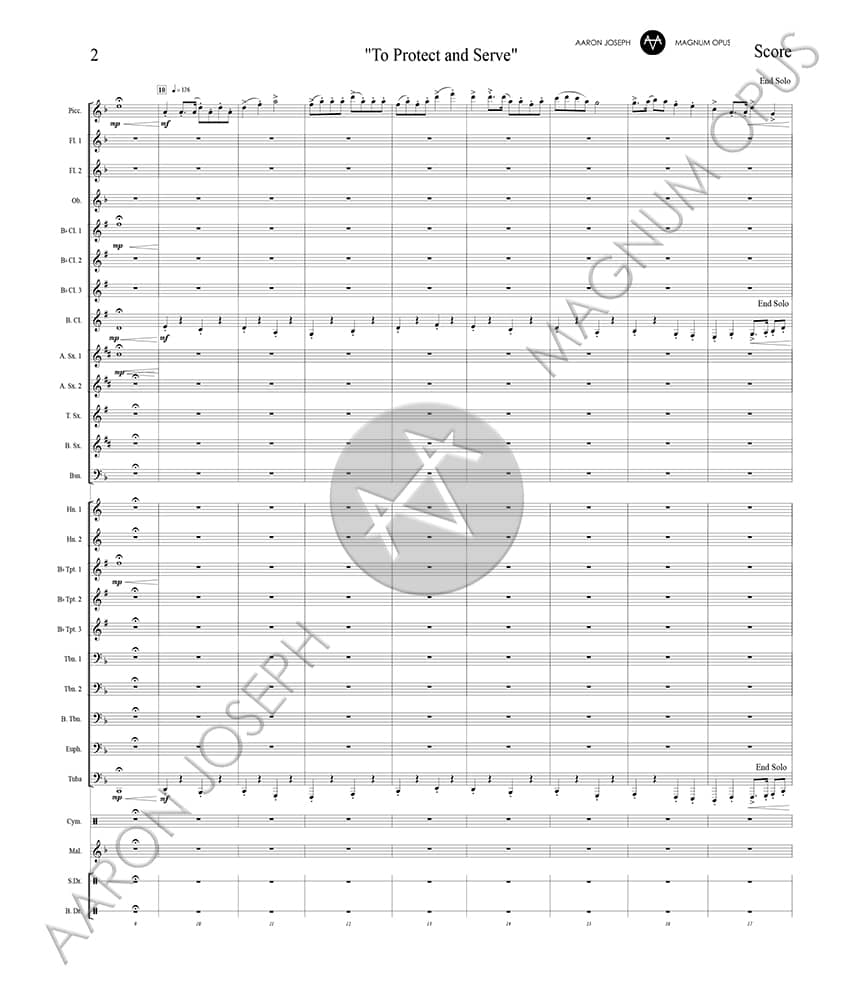 2
"To Protect and Serve"
AARON JOSEPH MAGNUM OPUS
Score
End Solo
10 ♩=136
Picc.
mp mf
Fl. 1
Fl. 2
Ob.
B♭ Cl. 1
mp
B♭ Cl. 2
B♭ Cl. 3
End Solo
B. Cl.
mp mf
A. Sx. 1
mp
A. Sx. 2
T. Sx.
B. Sx.
Bsn.
Hn. 1
Hn. 2
B♭ Tpt. 1
mp
B♭ Tpt. 2
B♭ Tpt. 3
Tbn. 1
Tbn. 2
B. Tbn.
Euph.
End Solo
Tuba
mp mf
Cym.
Mal.
S.Dr.
B. Dr.
9 10 11 12 13 14 15 16 17
AARON JOSEPH
MAGNUM OPUS